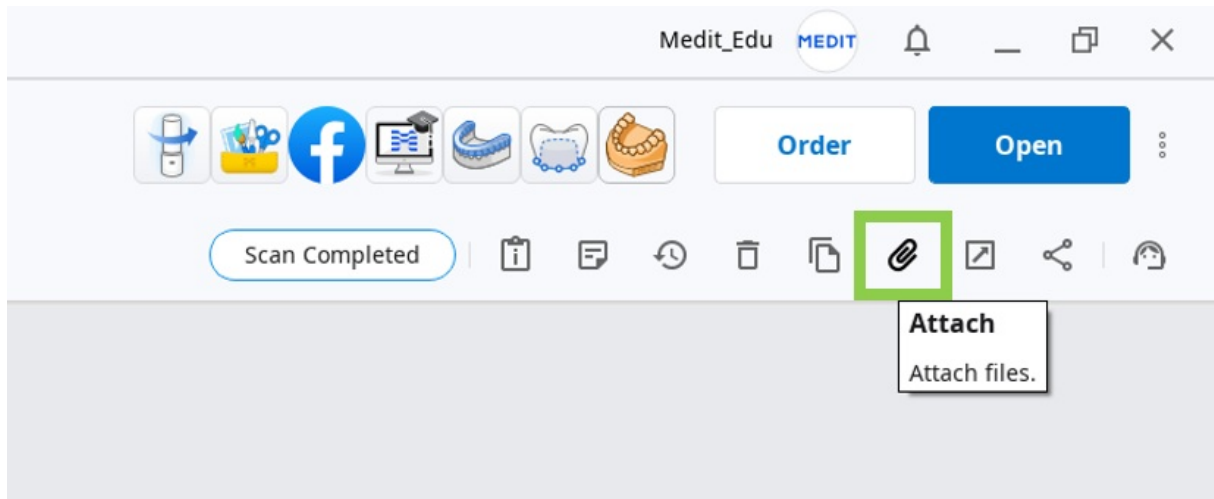 Medit_Edu MEDIT
Order Open
Scan Completed
Attach
Attach files.